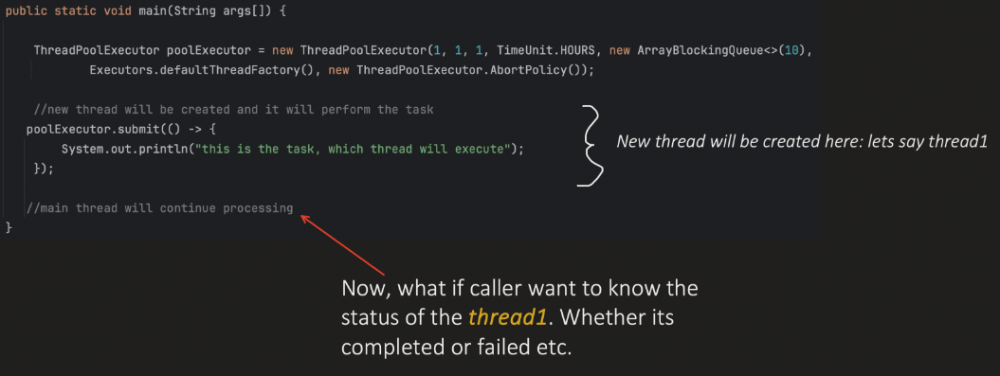 public static void main(String args[]) {
ThreadPoolExecutor poolExecutor = new ThreadPoolExecutor(1, 1, 1, TimeUnit.HOURS, new ArrayBlockingQueue<>(10),
Executors.defaultThreadFactory(), new ThreadPoolExecutor.AbortPolicy());
//new thread will be created and it will perform the task
poolExecutor.submit(() -> {
System.out.println("this is the task, which thread will execute");
});
New thread will be created here: lets say thread1
//main thread will continue processing
}
Now, what if caller want to know the
status of the thread1. Whether its
completed or failed etc.